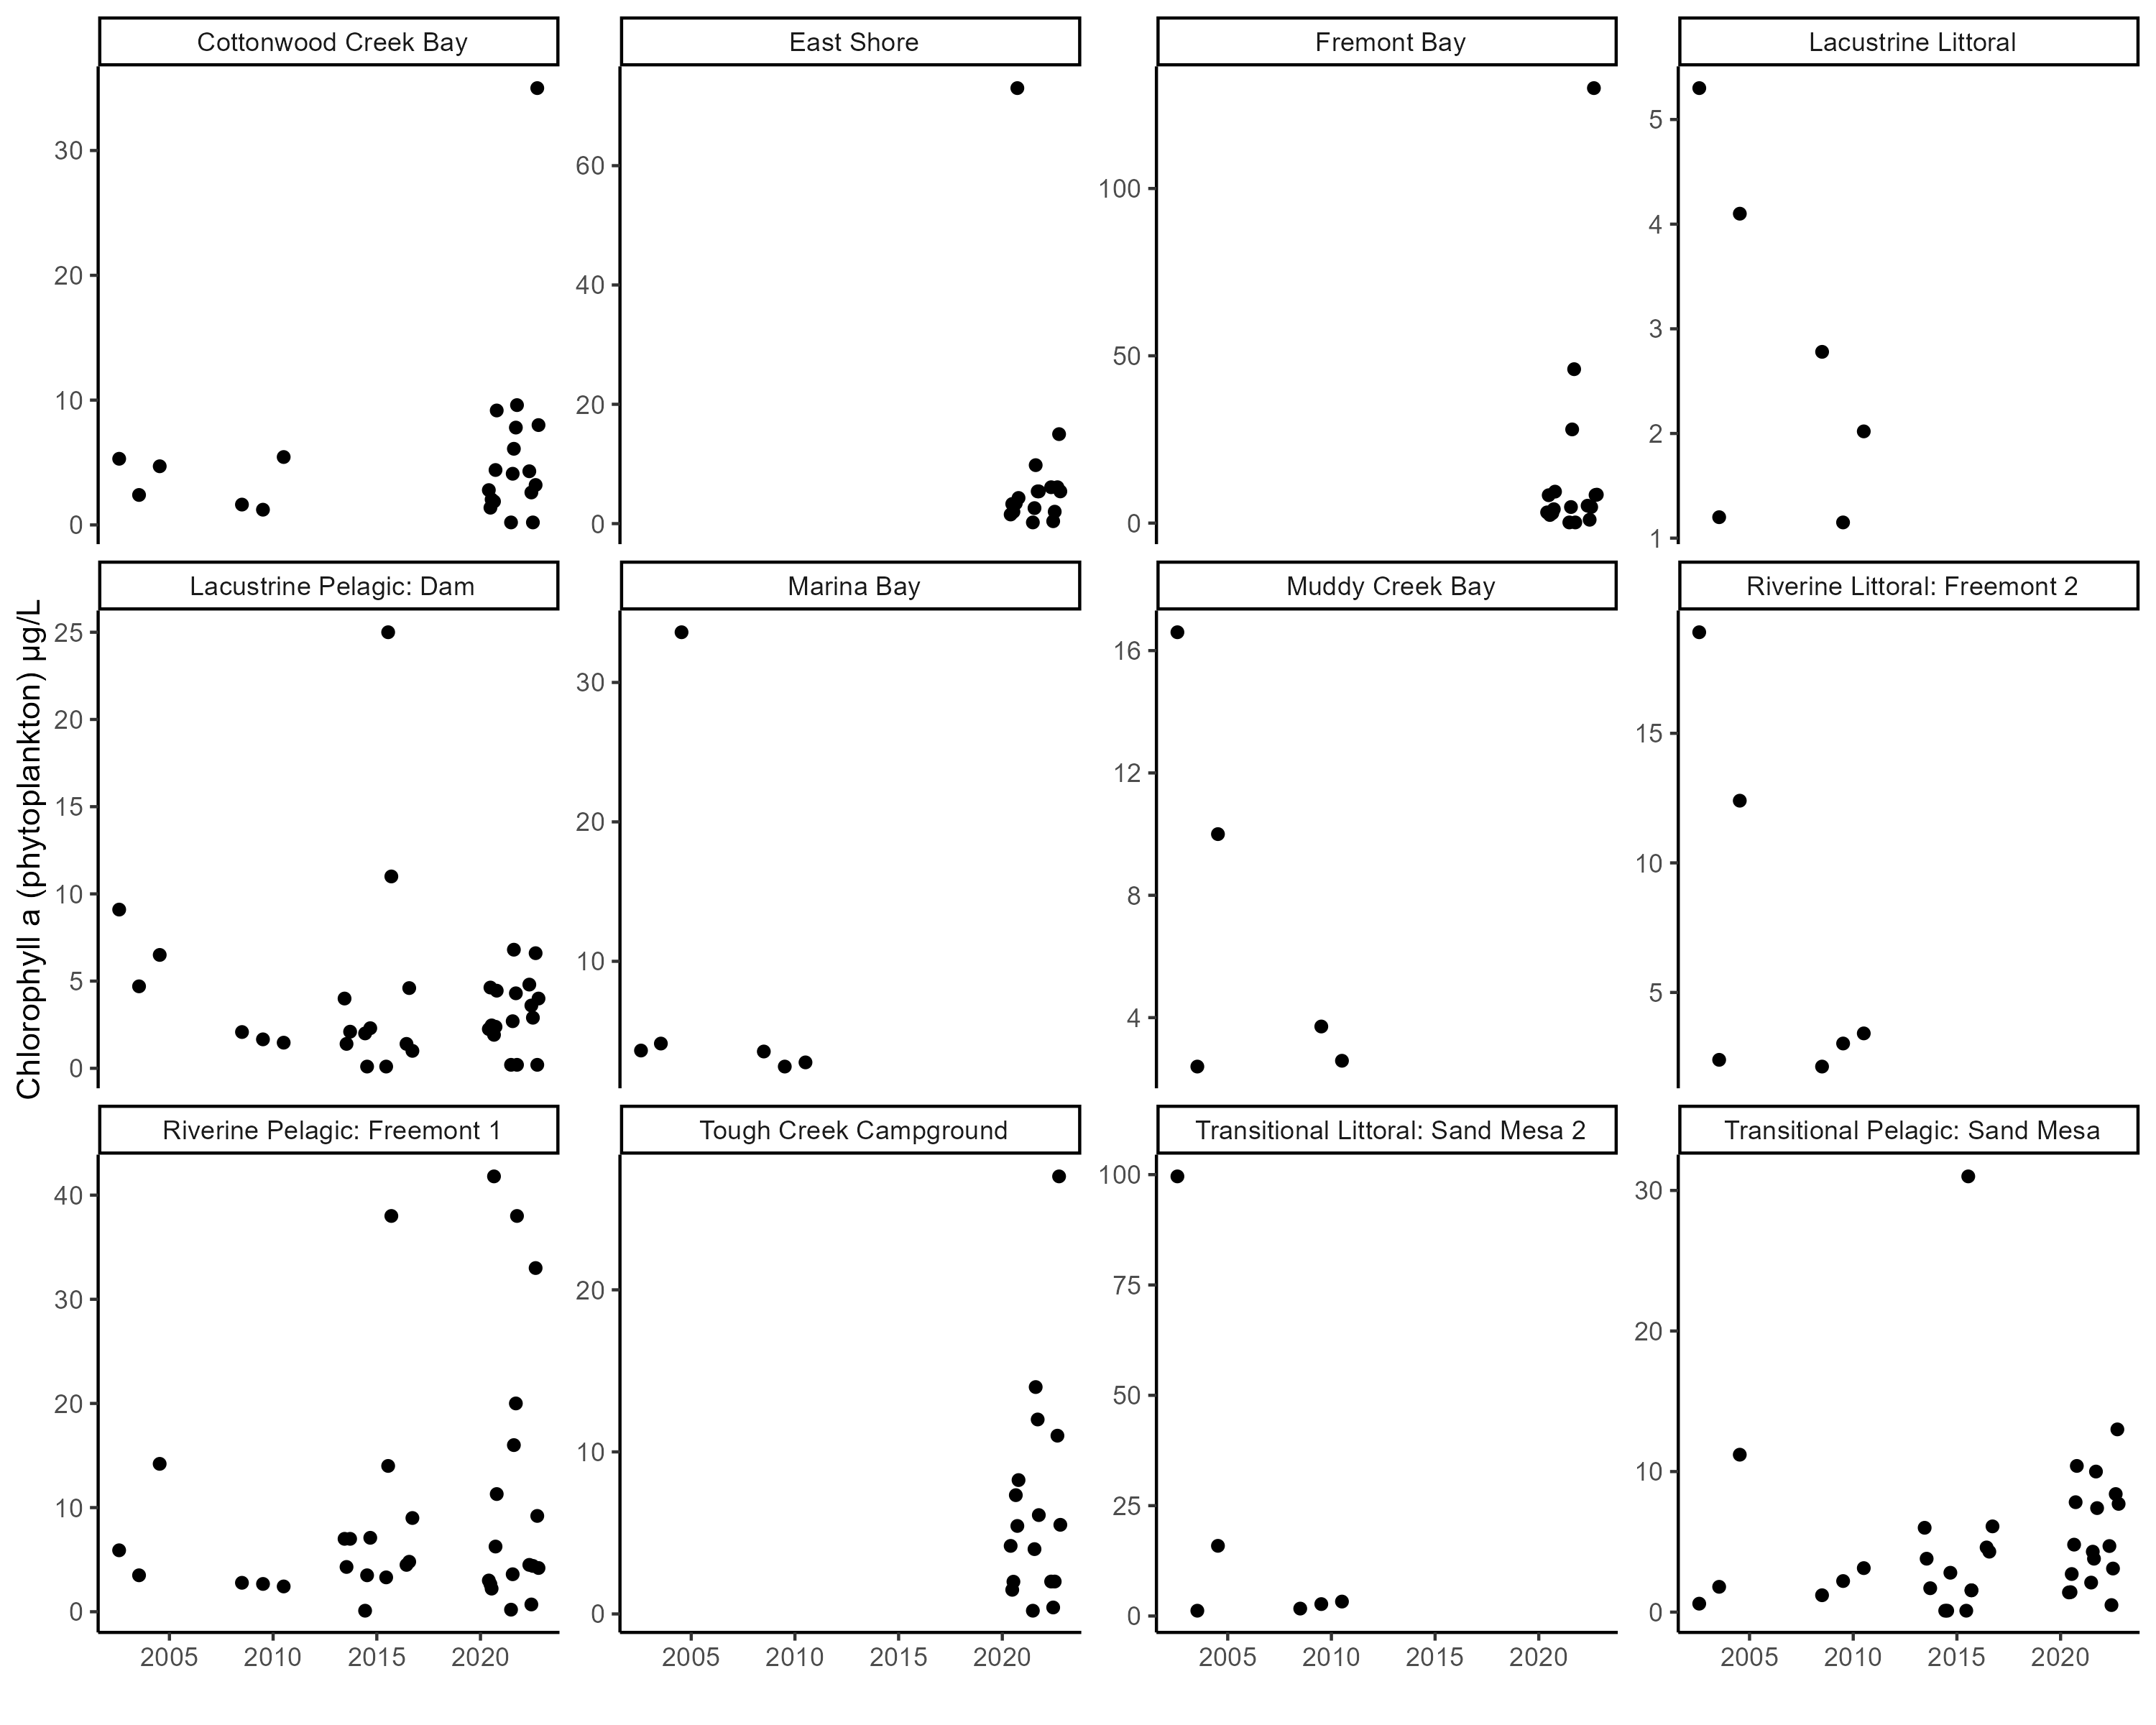 Cottonwood Creek Bay
East Shore
Fremont Bay
Lacustrine Littoral
30
20
10
0
60
40
20
0
100
50
0
5
4
3
2
1
Chlorophyll a (phytoplankton) µg/L
Lacustrine Pelagic: Dam
Marina Bay
Muddy Creek Bay
Riverine Littoral: Freemont 2
25
20
15
10
5
0
30
20
10
16
12
8
4
15
10
5
Riverine Pelagic: Freemont 1
Tough Creek Campground
Transitional Littoral: Sand Mesa 2
Transitional Pelagic: Sand Mesa
40
30
20
10
0
20
10
0
100
75
50
25
0
30
20
10
0
2005 2010 2015 2020
2005 2010 2015 2020
2005 2010 2015 2020
2005 2010 2015 2020